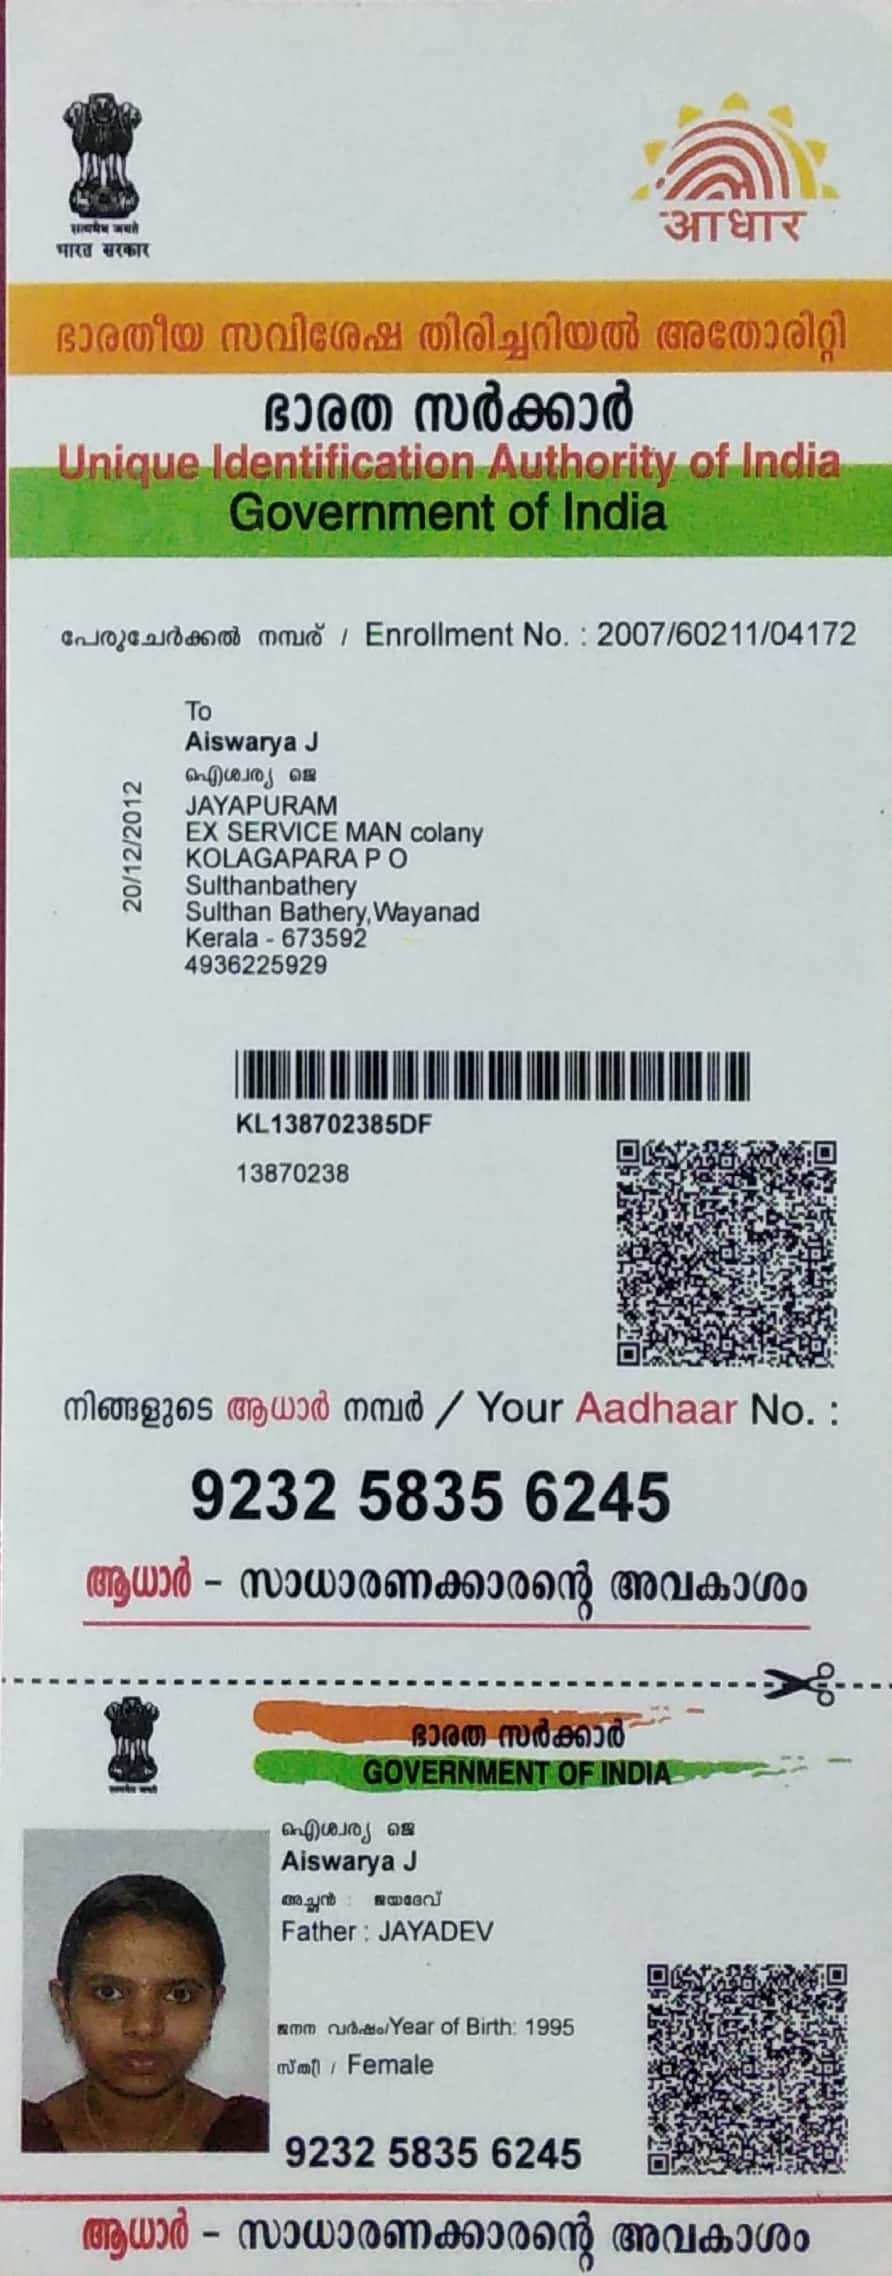 सत्यमेव जयते
भारत सरकार
आधार
ഭാരതീയ സവിശേഷ തിരിച്ചറിയൽ അതോരിറ്റി
ഭാരത സർക്കാർ
Unique Identification Authority of India
Government of India
പേരുചേർക്കൽ നമ്പര് / Enrollment No. : 2007/60211/04172
20/12/2012
To
Aiswarya J
ഐശ്വര്യ ജെ
JAYAPURAM
EX SERVICE MAN colany
KOLAGAPARA P O
Sulthanbathery
Sulthan Bathery,Wayanad
Kerala - 673592
4936225929
KL138702385DF
13870238
നിങ്ങളുടെ ആധാർ നമ്പർ / Your Aadhaar No. :
9232 5835 6245
ആധാർ – സാധാരണക്കാരന്റെ അവകാശം
ഭാരത സർക്കാർ
GOVERNMENT OF INDIA
ഐശ്വര്യ ജെ
Aiswarya J
അച്ഛൻ : ജയദേവ്
Father : JAYADEV
ജനന വർഷം/Year of Birth: 1995
സ്ത്രീ / Female
9232 5835 6245
ആധാർ – സാധാരണക്കാരന്റെ അവകാശം